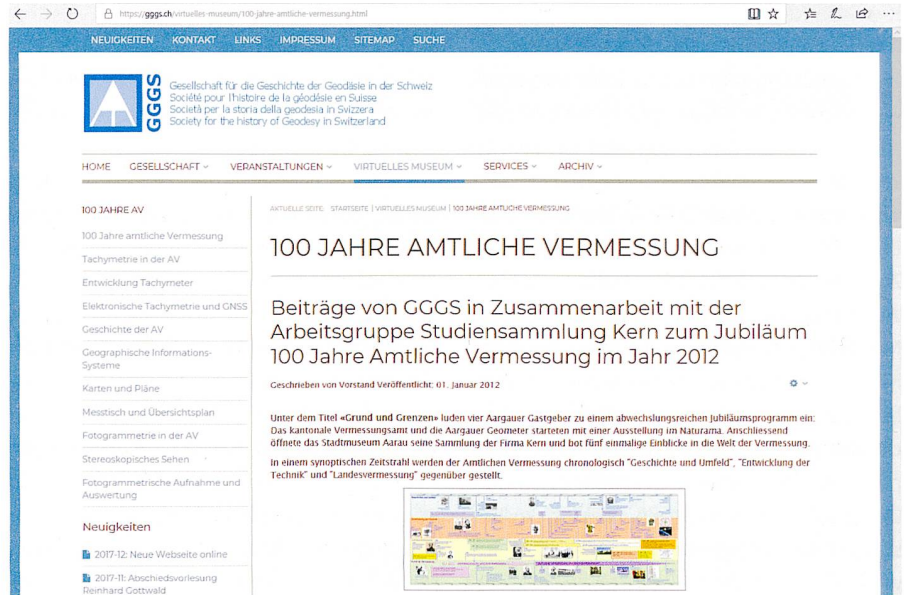 https://gggs.ch/virtuelles-museum/100-jahre-amtliche-vermessung.html
NEUIGKEITEN KONTAKT LINKS IMPRESSUM SITEMAP SUCHE
GGGS
Gesellschaft für die Geschichte der Geodäsie in der Schweiz
Société pour l'histoire de la géodésie en Suisse
Società per la storia della geodesia in Svizzera
Society for the history of Geodesy in Switzerland
HOME GESELLSCHAFT VERANSTALTUNGEN VIRTUELLES MUSEUM SERVICES ARCHIV
100 JAHRE AV
100 Jahre amtliche Vermessung
Tachymetrie in der AV
Entwicklung Tachymeter
Elektronische Tachymetrie und GNSS
Geschichte der AV
Geographische Informations-
Systeme
Karten und Pläne
Messtisch und Übersichtsplan
Fotogrammetrie in der AV
Stereoskopisches Sehen
Fotogrammetrische Aufnahme und
Auswertung
Neuigkeiten
2017-12: Neue Webseite online
2017-11: Abschiedsvorlesung
Reinhard Gottwald
AKTUELLE SEITE: STARTSEITE | VIRTUELLES MUSEUM | 100 JAHRE AMTLICHE VERMESSUNG
100 JAHRE AMTLICHE VERMESSUNG
Beiträge von GGGS in Zusammenarbeit mit der
Arbeitsgruppe Studiensammlung Kern zum Jubiläum
100 Jahre Amtliche Vermessung im Jahr 2012
Geschrieben von Vorstand Veröffentlicht: 01. Januar 2012
Unter dem Titel «Grund und Grenzen» luden vier Aargauer Gastgeber zu einem abwechslungsreichen Jubiläumsprogramm ein:
Das kantonale Vermessungsamt und die Aargauer Geometer starteten mit einer Ausstellung im Naturama. Anschliessend
öffnete das Stadtmuseum Aarau seine Sammlung der Firma Kern und bot fünf einmalige Einblicke in die Welt der Vermessung.
In einem synoptischen Zeitstrahl werden der Amtlichen Vermessung chronologisch "Geschichte und Umfeld", "Entwicklung der
Technik" und "Landesvermessung" gegenüber gestellt.